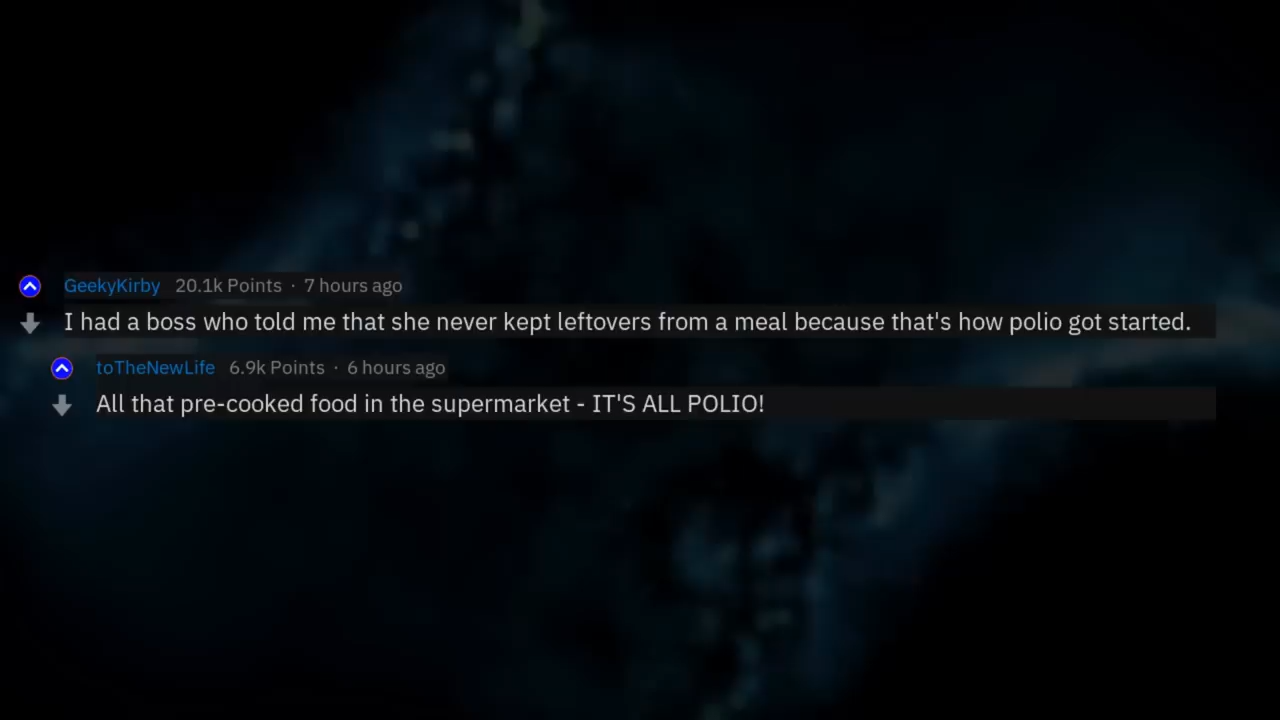 GeekyKirby 20.1k Points · 7 hours ago
I had a boss who told me that she never kept leftovers from a meal because that's how polio got started.
toTheNewLife 6.9k Points · 6 hours ago
All that pre-cooked food in the supermarket - IT'S ALL POLIO!